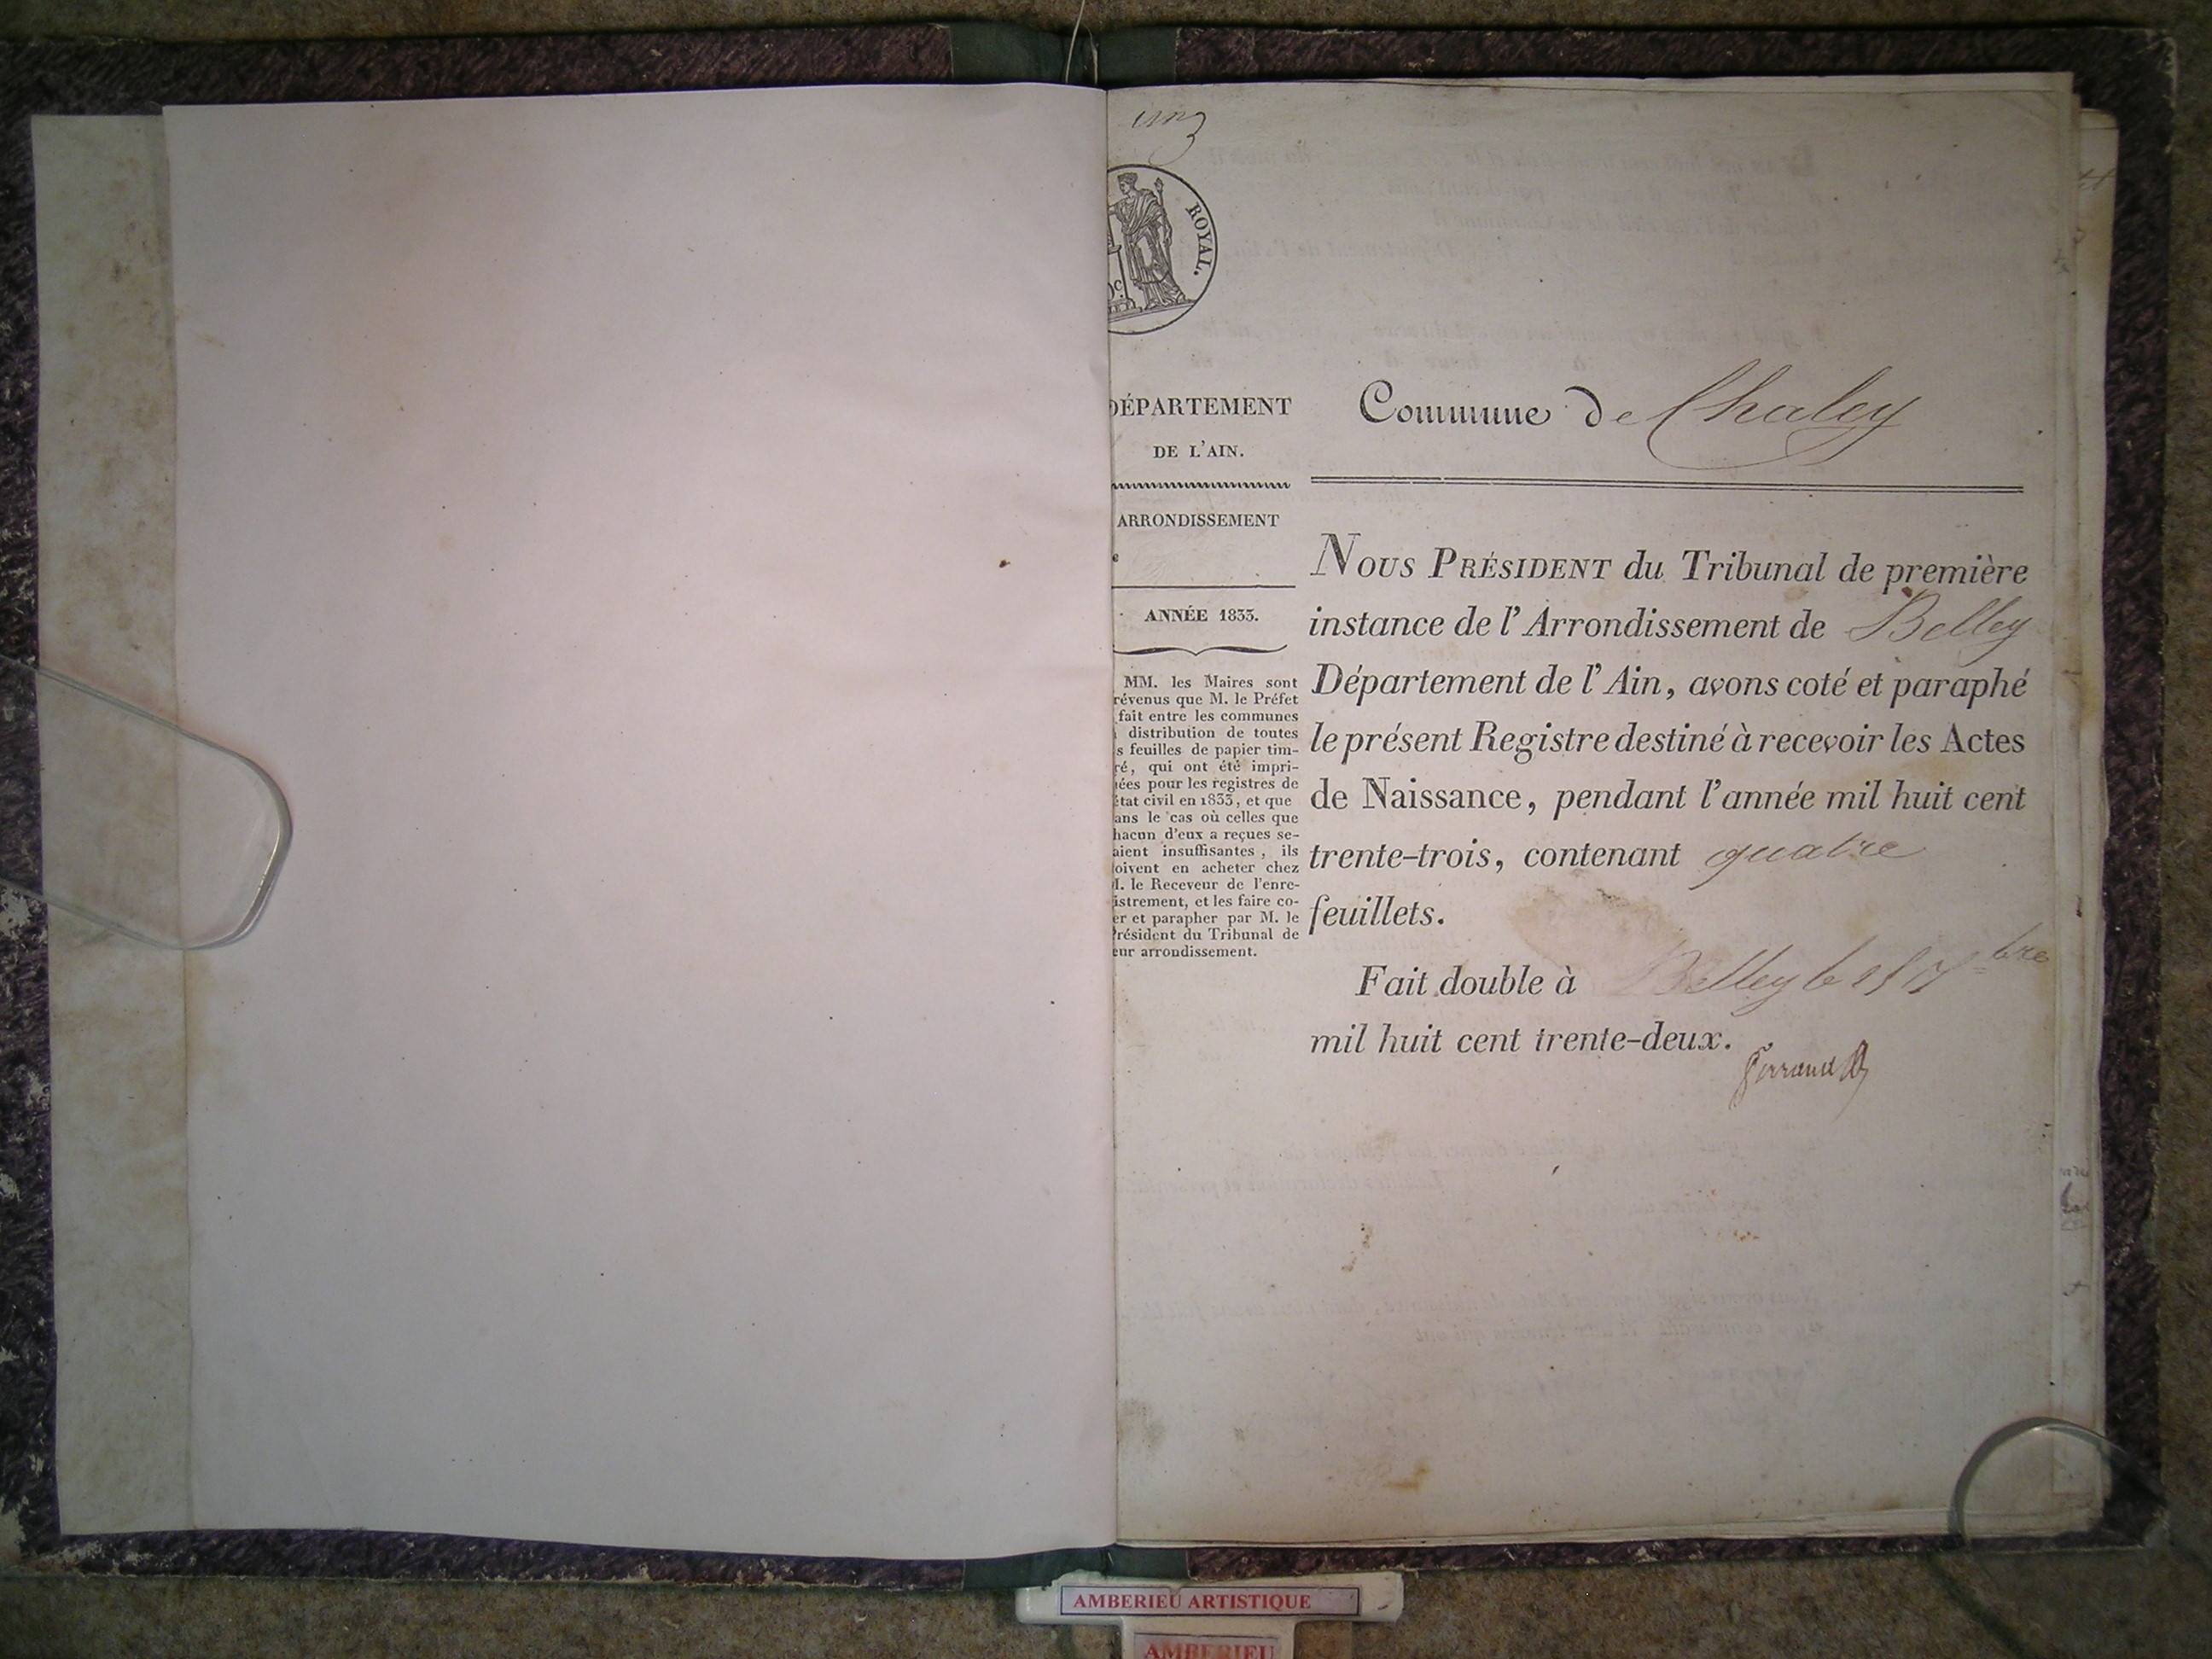 ROYAL.
DÉPARTEMENT
DE L'AIN.
ARRONDISSEMENT
ANNÉE 1833.
MM. les Maires sont
révenus que M. le Préfet
fait entre les communes
distribution de toutes
s feuilles de papier tim-
ré, qui ont été impri-
ées pour les registres de
état civil en 1833, et que
ans le cas où celles que
hacun d'eux a reçues se-
aient insuffisantes, ils
oivent en acheter chez
M. le Receveur de l'enre-
istrement, et les faire co-
er et parapher par M. le
Président du Tribunal de
eur arrondissement.
Commune de Chaley
NOUS PRÉSIDENT du Tribunal de première
instance de l'Arrondissement de Belley
Département de l'Ain, avons coté et paraphé
le présent Registre destiné à recevoir les Actes
de Naissance, pendant l'année mil huit cent
trente-trois, contenant quatre
feuillets.
Fait double à Belley le
mil huit cent trente-deux.
AMBERIEU ARTISTIQUE
AMBERIEU